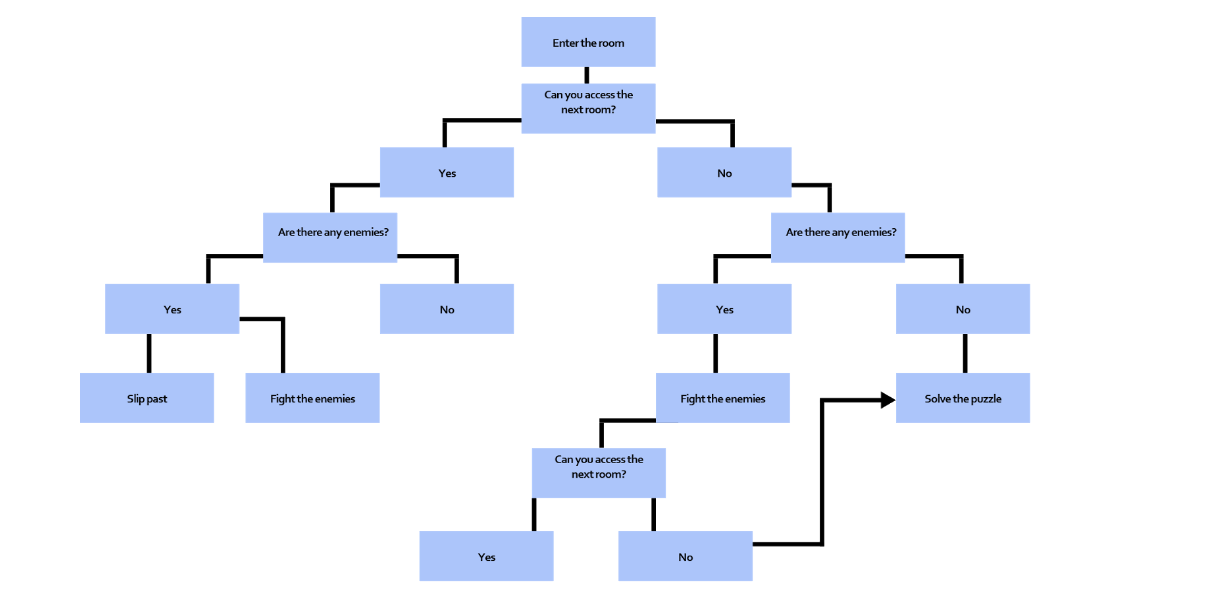 Enter the room
Can you access the
next room?
Yes
No
Are there any enemies?
Are there any enemies?
Yes
No
Yes
No
Slip past
Fight the enemies
Fight the enemies
Solve the puzzle
Can you access the
next room?
Yes
No